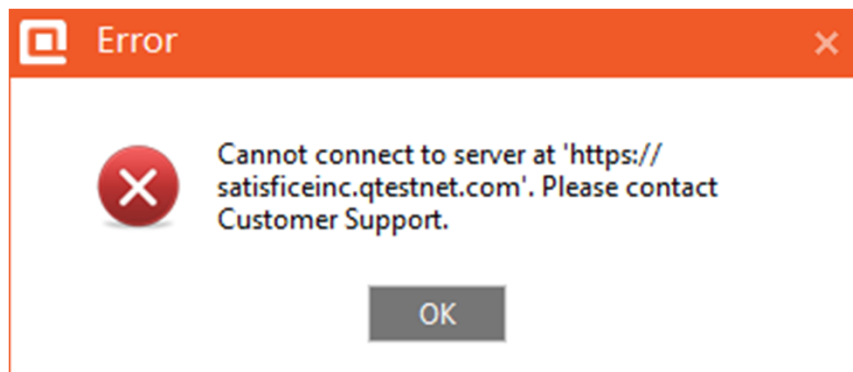 Error
Cannot connect to server at 'https://
satisficeinc.qtestnet.com'. Please contact
Customer Support.
OK